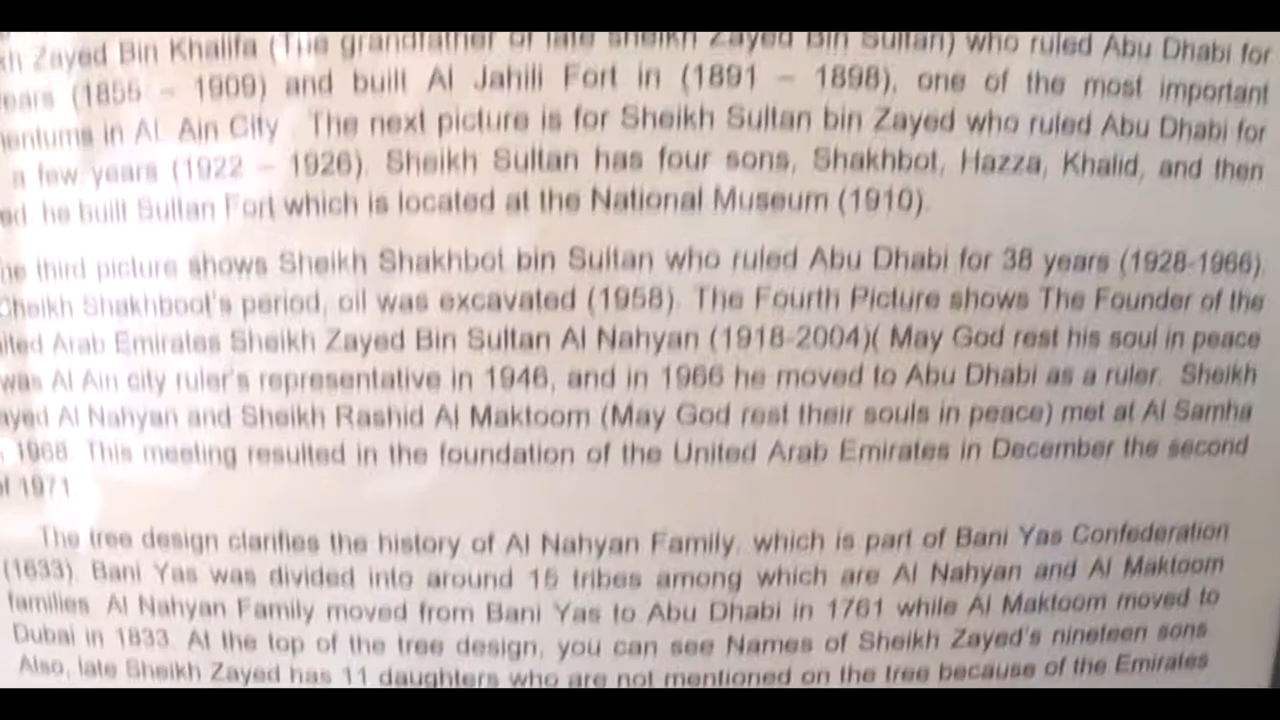 kh Zayed Bin Khalifa (The grandfather of late sheikh Zayed Bin Sultan) who ruled Abu Dhabi for
ears (1855 – 1909) and built Al Jahili Fort in (1891 – 1898), one of the most important
entums in Al Ain City The next picture is for Sheikh Sultan bin Zayed who ruled Abu Dhabi for
a few years (1922 – 1926). Sheikh Sultan has four sons, Shakhbot, Hazza, Khalid, and then
ed. he built Sultan Fort which is located at the National Museum (1910).
he third picture shows Sheikh Shakhbot bin Sultan who ruled Abu Dhabi for 38 years (1928-1966).
Sheikh Shakhboot's period, oil was excavated (1958). The Fourth Picture shows The Founder of the
ited Arab Emirates Sheikh Zayed Bin Sultan Al Nahyan (1918-2004)( May God rest his soul in peace
was Al Ain city ruler's representative in 1946, and in 1966 he moved to Abu Dhabi as a ruler. Sheikh
ayed Al Nahyan and Sheikh Rashid Al Maktoom (May God rest their souls in peace) met at Al Samha
1968. This meeting resulted in the foundation of the United Arab Emirates in December the second
of 1971
The tree design clarifies the history of Al Nahyan Family, which is part of Bani Yas Confederation
(1633). Bani Yas was divided into around 15 tribes among which are Al Nahyan and Al Maktoom
families. Al Nahyan Family moved from Bani Yas to Abu Dhabi in 1761 while Al Maktoom moved to
Dubai in 1833. At the top of the tree design, you can see Names of Sheikh Zayed's nineteen sons
Also, late Sheikh Zayed has 11 daughters who are not mentioned on the tree because of the Emirates